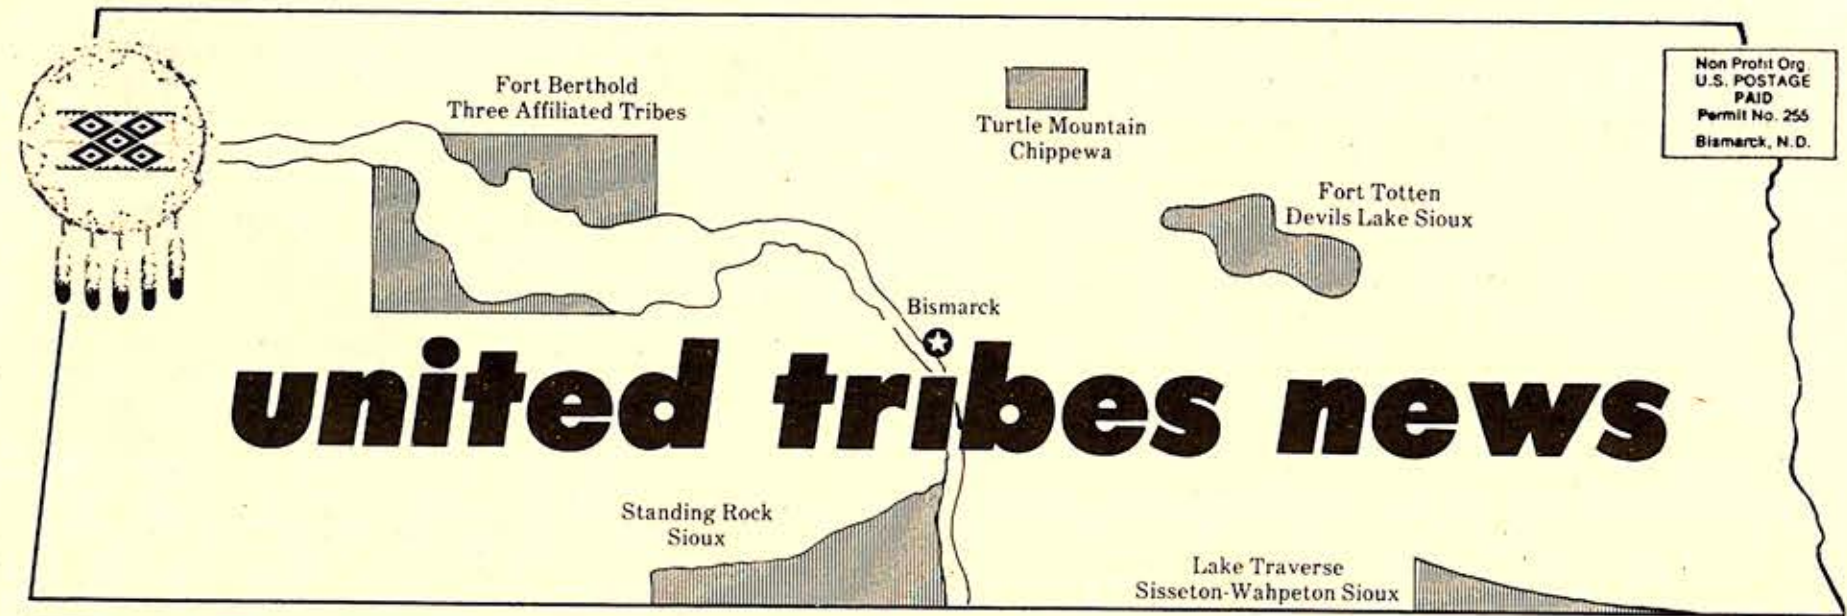 Non Profit Org.
U.S. POSTAGE
PAID
Permit No. 255
Bismarck, N.D.
Fort Berthold
Three Affiliated Tribes
Turtle Mountain
Chippewa
Fort Totten
Devils Lake Sioux
Bismarck
united tribes news
Standing Rock
Sioux
Lake Traverse
Sisseton-Wahpeton Sioux